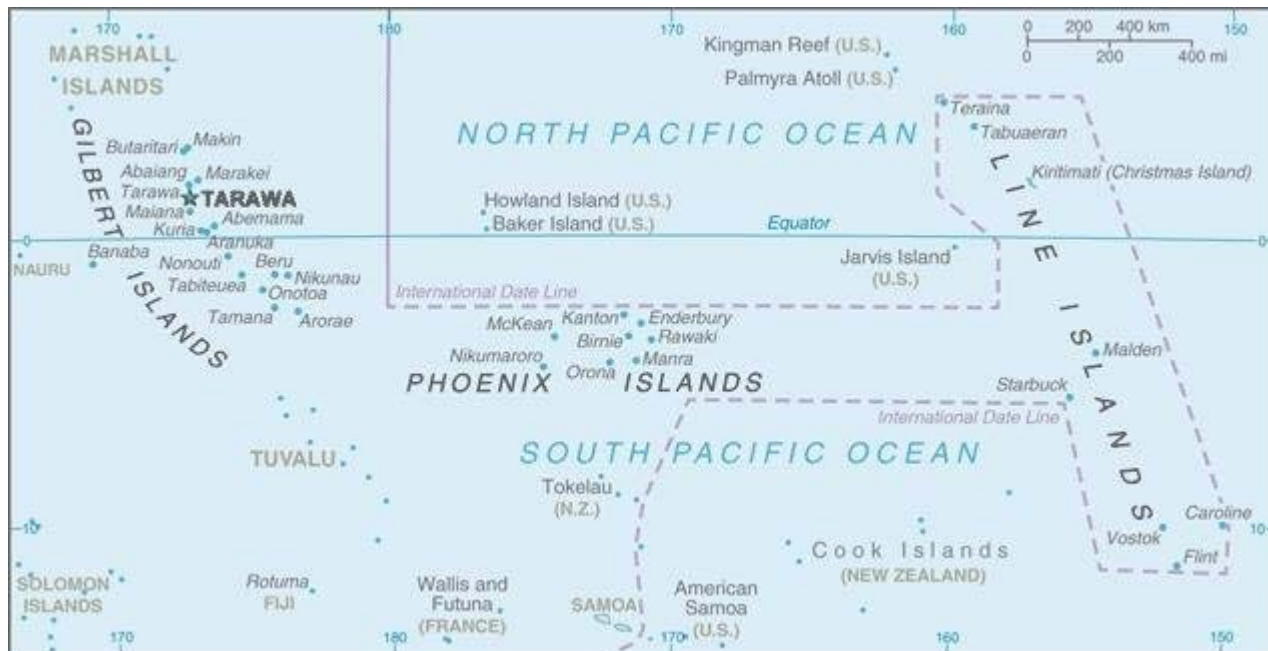 170
180
170
160
150
0 200 400 km
0 200 400 mi
MARSHALL
ISLANDS
Kingman Reef (U.S.)
Palmyra Atoll (U.S.)
Teraina
Tabuaeran
NORTH PACIFIC OCEAN
GILBERT
ISLANDS
Butaritari
Makin
Abaiang
Marakei
Tarawa
TARAWA
Maiana
Abemama
Kuria
Aranuka
LINE ISLANDS
Kiritimati (Christmas Island)
Howland Island (U.S.)
Baker Island (U.S.)
Equator
0
0
Banaba
NAURU
Nonouti
Beru
Nikunau
Tabiteuea
Onotoa
Tamana
Arorae
Jarvis Island
(U.S.)
International Date Line
McKean
Kanton
Enderbury
Birnie
Rawaki
Nikumaroro
Orona
Manra
PHOENIX ISLANDS
Malden
Starbuck
International Date Line
SOUTH PACIFIC OCEAN
TUVALU
Tokelau
(N.Z.)
Caroline
Vostok
Flint
10
10
Cook Islands
(NEW ZEALAND)
SOLOMON
ISLANDS
Rotuma
FIJI
Wallis and
Futuna
(FRANCE)
SAMOA
American
Samoa
(U.S.)
170
180
170
160
150